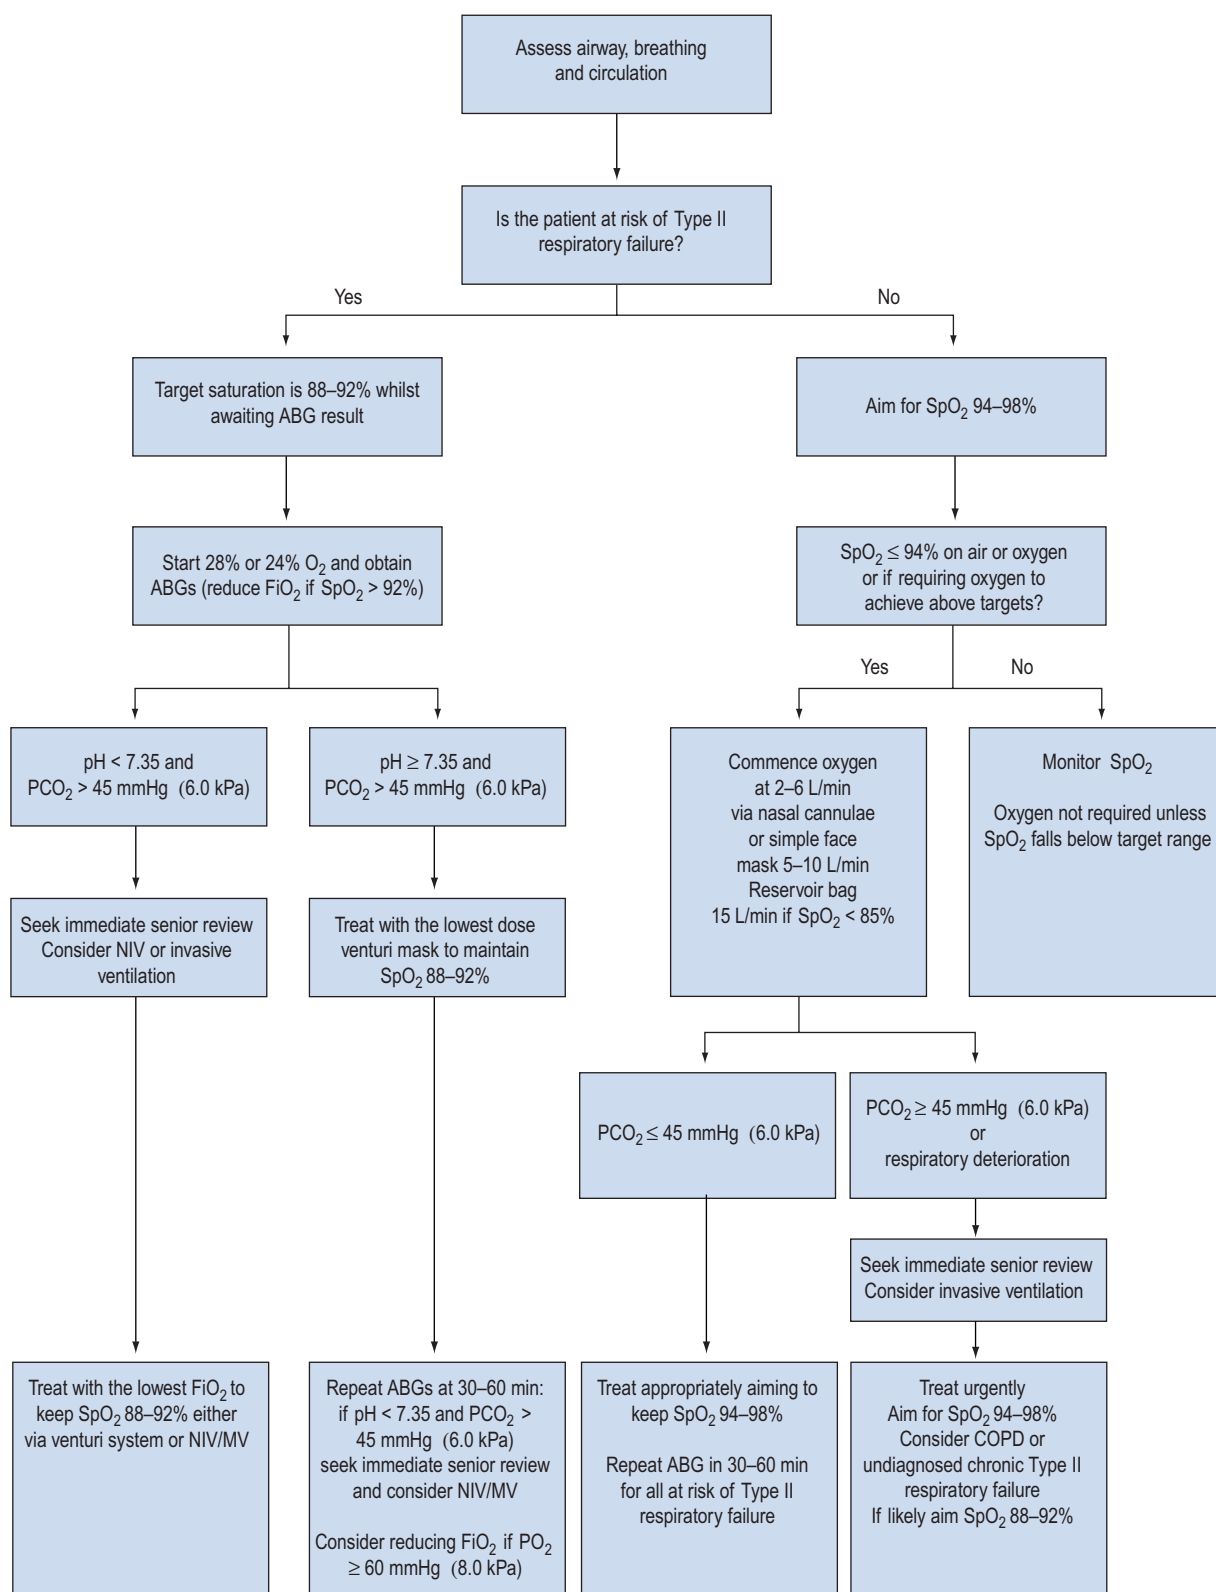 Assess airway, breathing
and circulation
Is the patient at risk of Type II
respiratory failure?
Yes
No
Target saturation is 88–92% whilst
awaiting ABG result
Aim for SpO2 94–98%
Start 28% or 24% O2 and obtain
ABGs (reduce FiO2 if SpO2 > 92%)
SpO2 ≤ 94% on air or oxygen
or if requiring oxygen to
achieve above targets?
Yes
No
pH < 7.35 and
PCO2 > 45 mmHg (6.0 kPa)
pH ≥ 7.35 and
PCO2 > 45 mmHg (6.0 kPa)
Commence oxygen
at 2–6 L/min
via nasal cannulae
or simple face
mask 5–10 L/min
Reservoir bag
15 L/min if SpO2 < 85%
Monitor SpO2
Oxygen not required unless
SpO2 falls below target range
Seek immediate senior review
Consider NIV or invasive
ventilation
Treat with the lowest dose
venturi mask to maintain
SpO2 88–92%
PCO2 ≤ 45 mmHg (6.0 kPa)
PCO2 ≥ 45 mmHg (6.0 kPa)
or
respiratory deterioration
Seek immediate senior review
Consider invasive ventilation
Treat with the lowest FiO2 to
keep SpO2 88–92% either
via venturi system or NIV/MV
Repeat ABGs at 30–60 min:
if pH < 7.35 and PCO2 >
45 mmHg (6.0 kPa)
seek immediate senior review
and consider NIV/MV
Consider reducing FiO2 if PO2
≥ 60 mmHg (8.0 kPa)
Treat appropriately aiming to
keep SpO2 94–98%
Repeat ABG in 30–60 min
for all at risk of Type II
respiratory failure
Treat urgently
Aim for SpO2 94–98%
Consider COPD or
undiagnosed chronic Type II
respiratory failure
If likely aim SpO2 88–92%